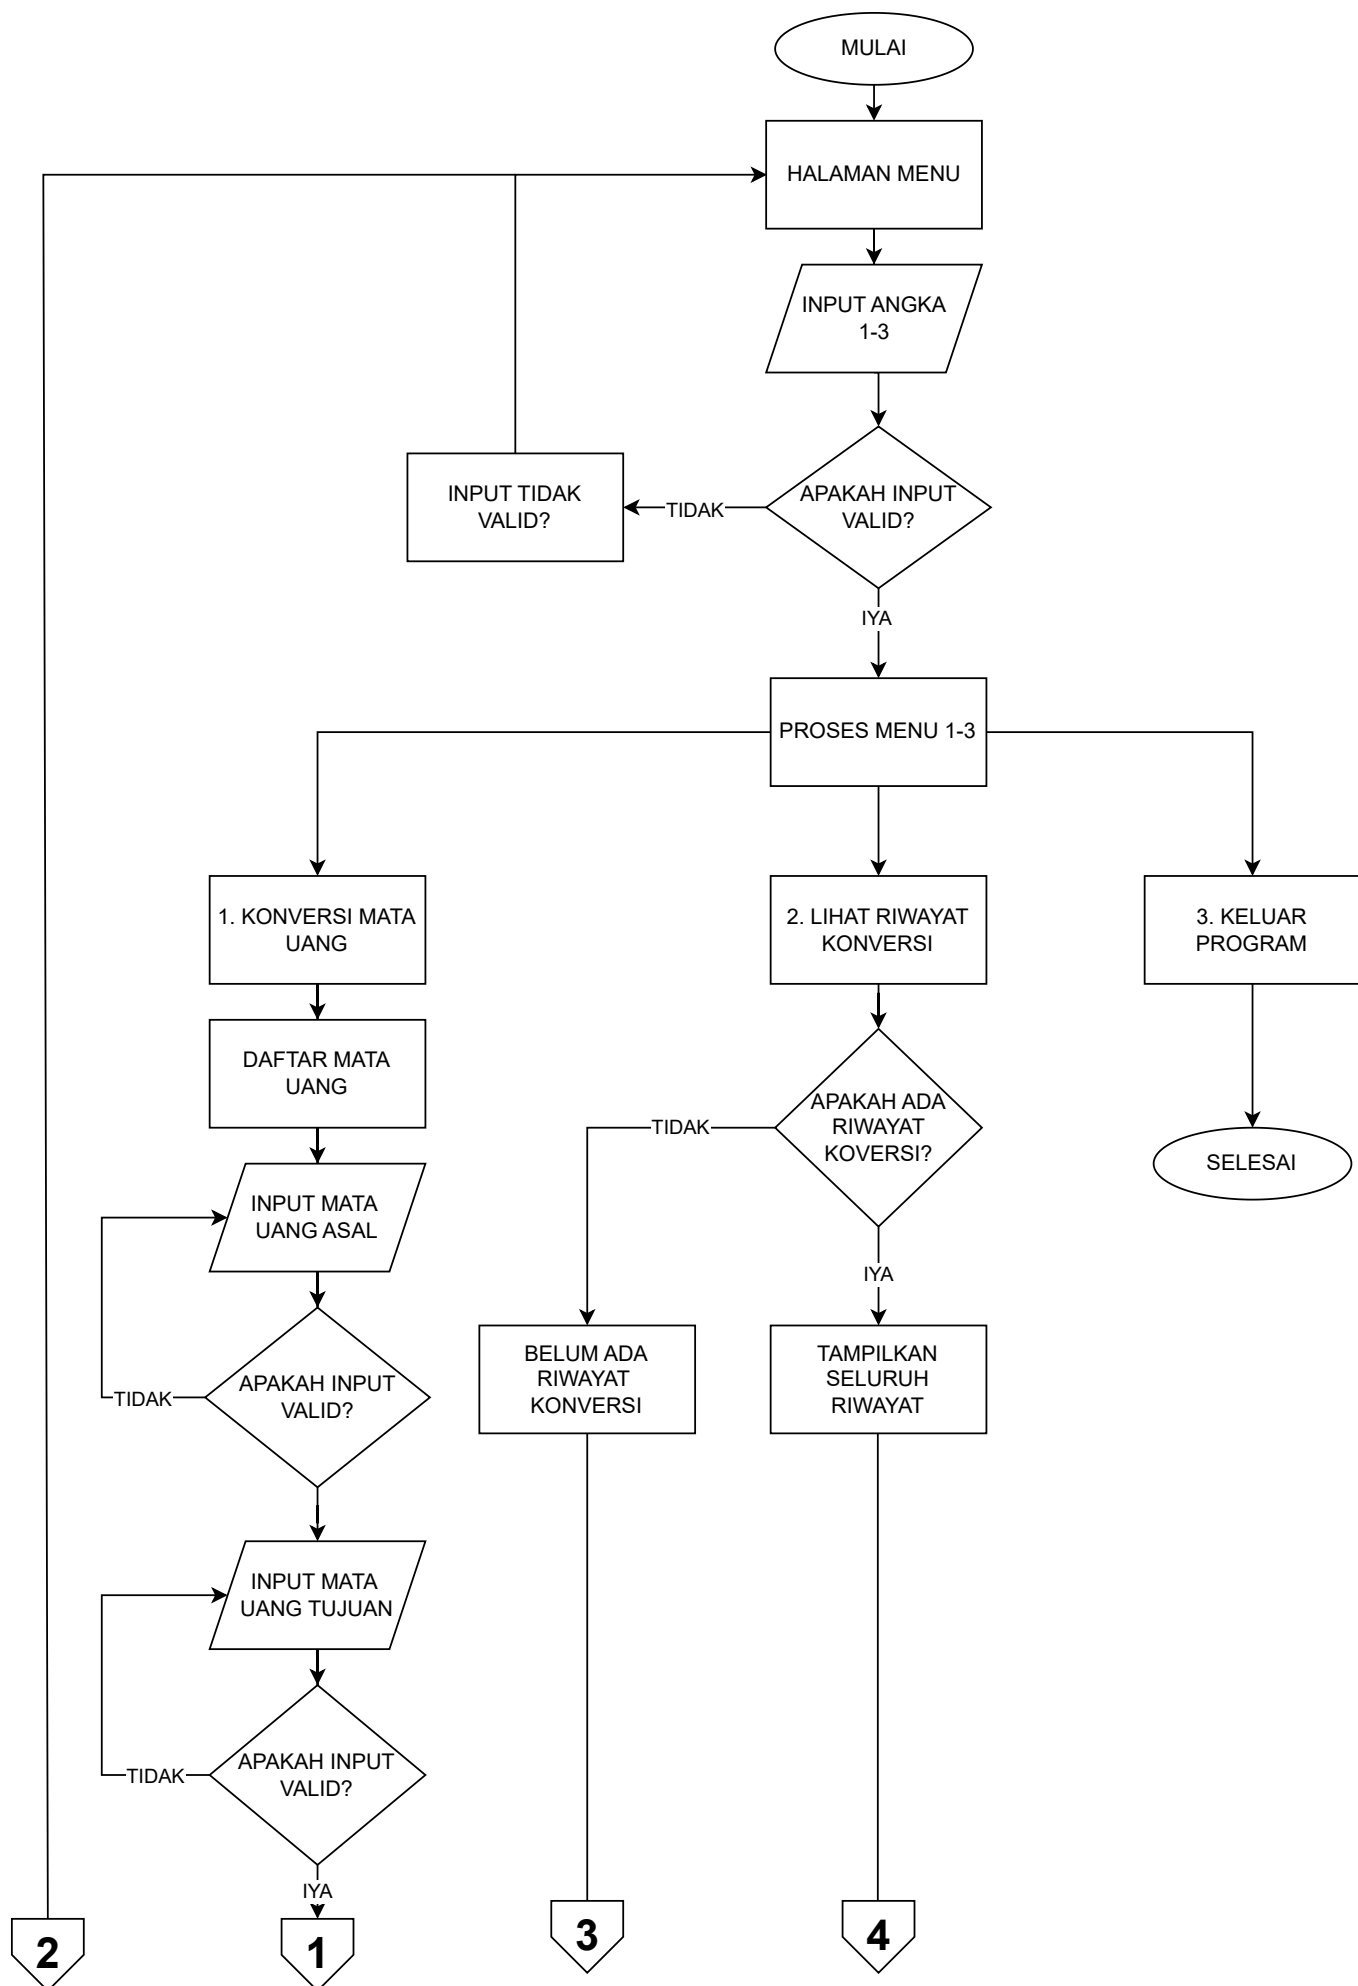 MULAI
HALAMAN MENU
INPUT ANGKA
1-3
APAKAH INPUT
VALID?
TIDAK
INPUT TIDAK
VALID?
IYA
PROSES MENU 1-3
1. KONVERSI MATA
UANG
2. LIHAT RIWAYAT
KONVERSI
3. KELUAR
PROGRAM
DAFTAR MATA
UANG
APAKAH ADA
RIWAYAT
KOVERSI?
TIDAK
SELESAI
INPUT MATA
UANG ASAL
IYA
APAKAH INPUT
VALID?
TIDAK
BELUM ADA
RIWAYAT
KONVERSI
TAMPILKAN
SELURUH
RIWAYAT
INPUT MATA
UANG TUJUAN
APAKAH INPUT
VALID?
TIDAK
IYA
2
1
3
4